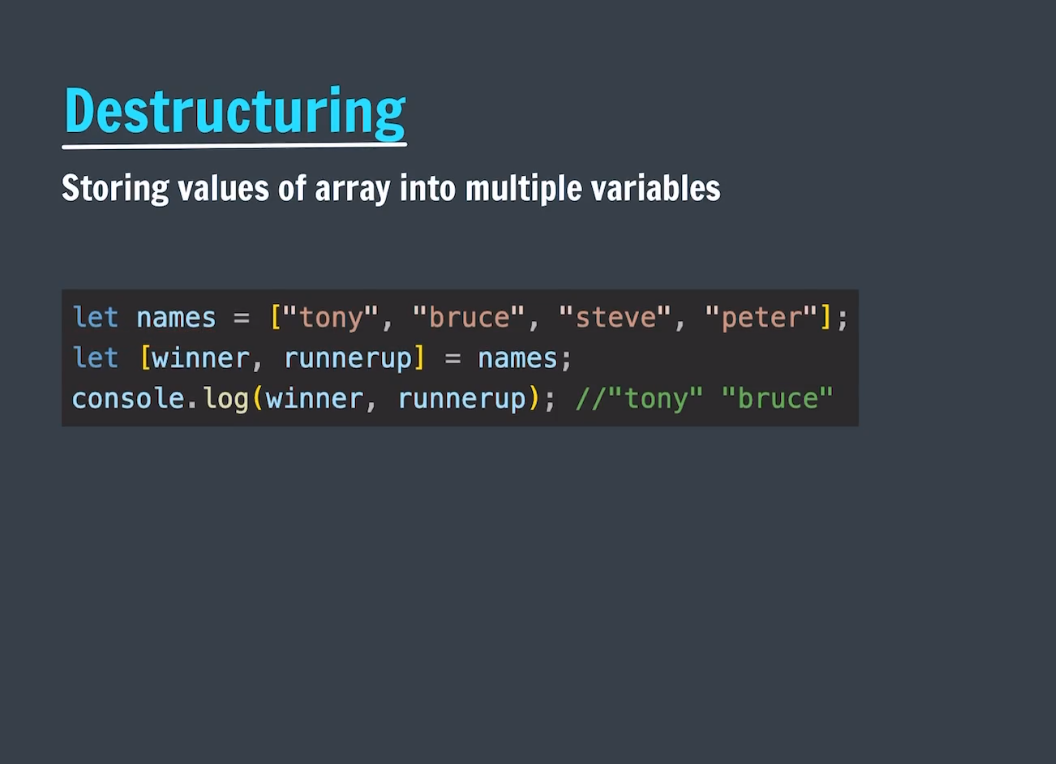 Destructuring
Storing values of array into multiple variables
let names = ["tony", "bruce", "steve", "peter"];
let [winner, runnerup] = names;
console.log(winner, runnerup); //"tony" "bruce"